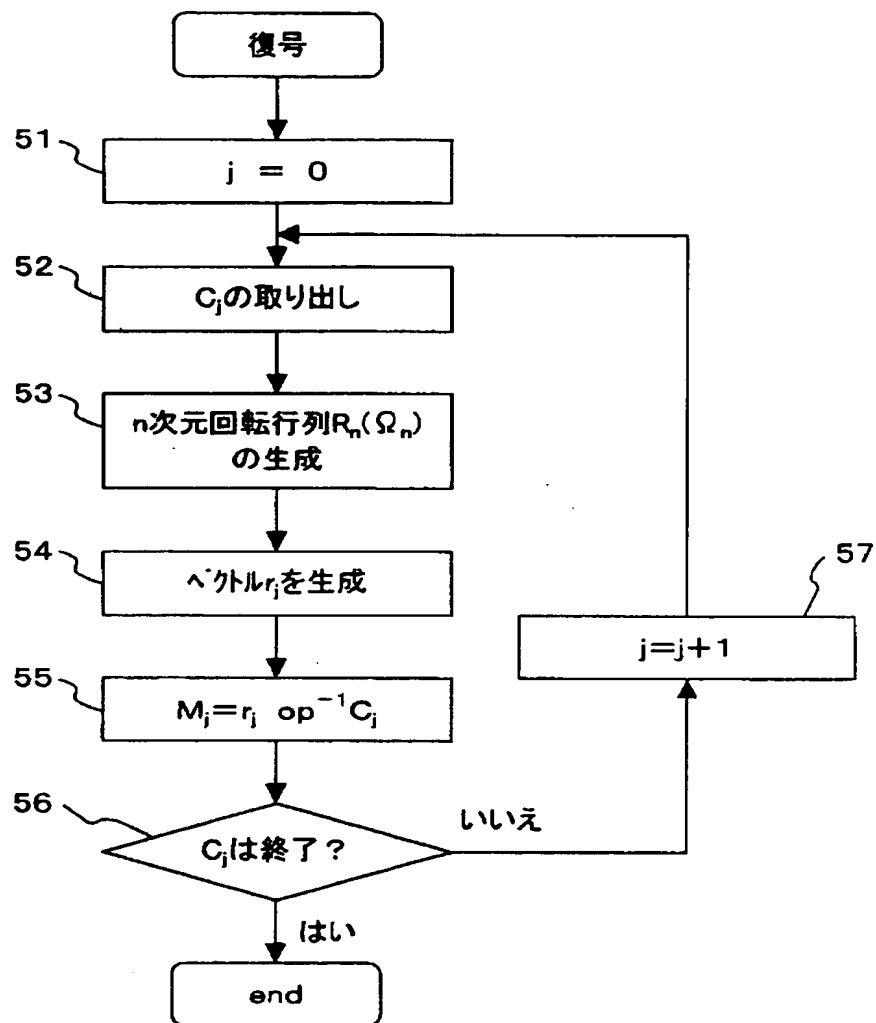 復号
51
j = 0
52
Cjの取り出し
53
n次元回転行列Rn(Ωn)
の生成
54
ベクトルrjを生成
57
j=j+1
55
Mj=rj op⁻¹Cj
56
Cjは終了?
いいえ
はい
end